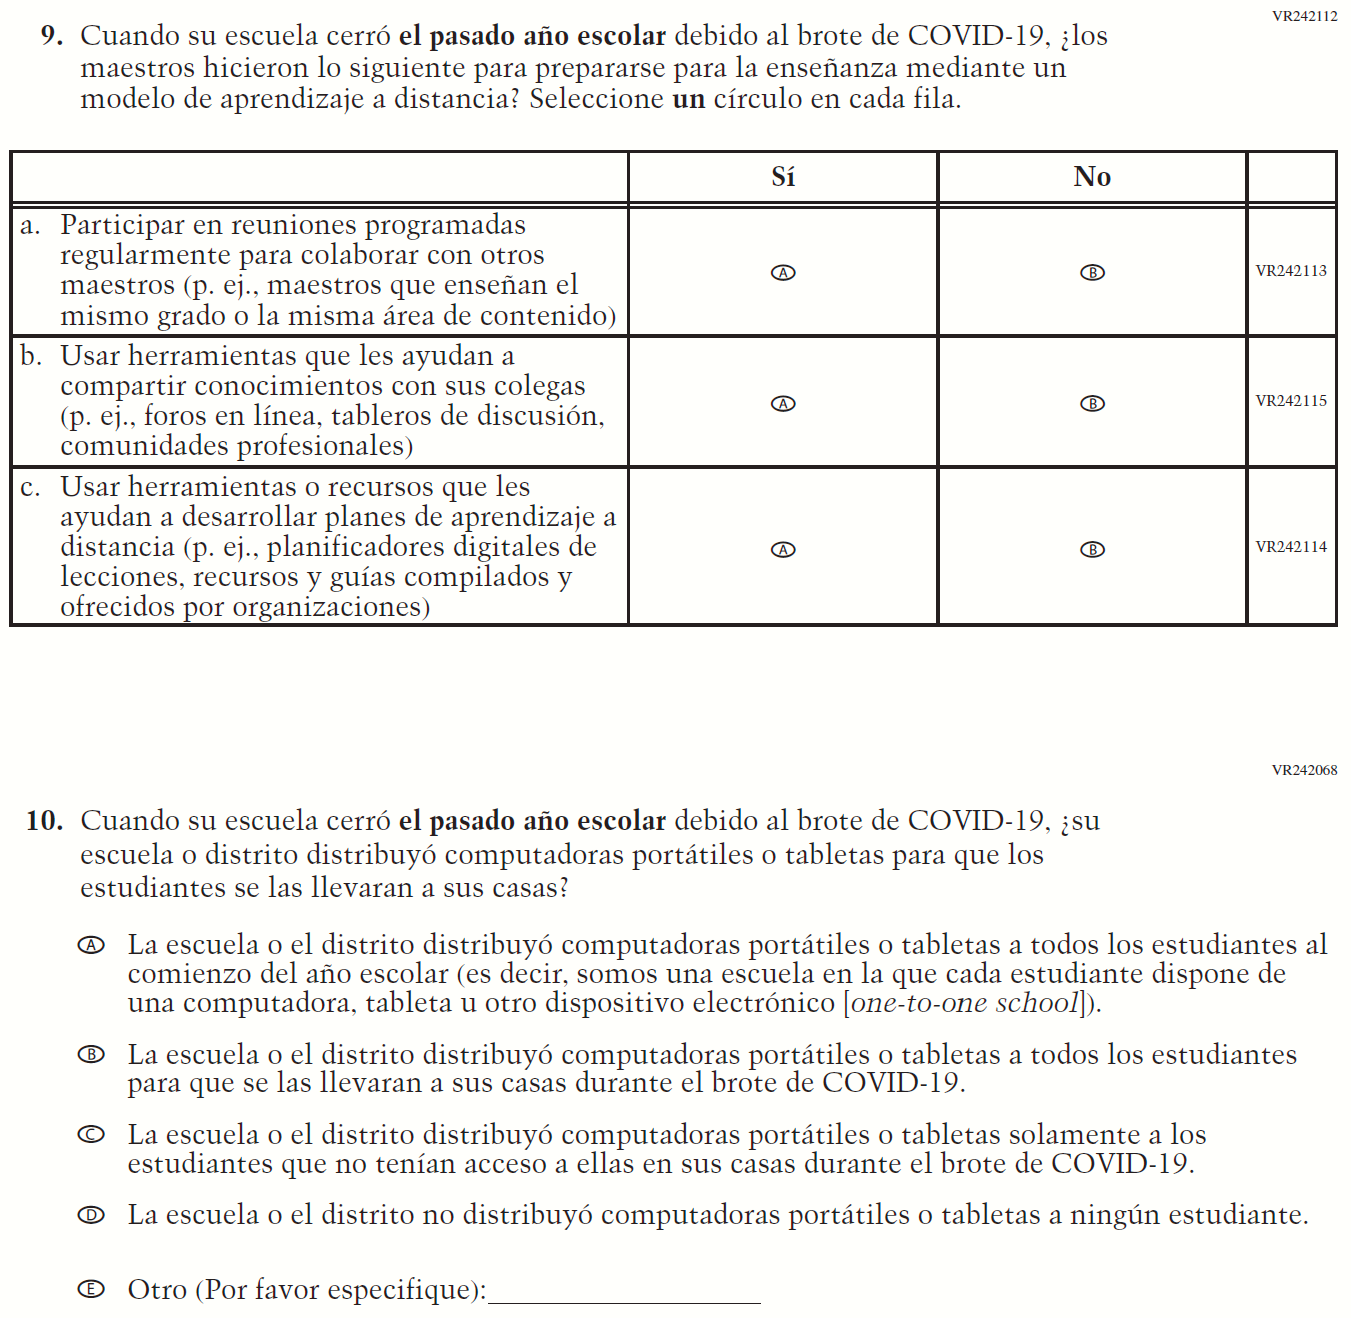 VR242112
9. Cuando su escuela cerró el pasado año escolar debido al brote de COVID-19, ¿los
maestros hicieron lo siguiente para prepararse para la enseñanza mediante un
modelo de aprendizaje a distancia? Seleccione un círculo en cada fila.
Sí No
a. Participar en reuniones programadas
regularmente para colaborar con otros
maestros (p. ej., maestros que enseñan el
mismo grado o la misma área de contenido)
A B VR242113
b. Usar herramientas que les ayudan a
compartir conocimientos con sus colegas
(p. ej., foros en línea, tableros de discusión,
comunidades profesionales)
A B VR242115
c. Usar herramientas o recursos que les
ayudan a desarrollar planes de aprendizaje a
distancia (p. ej., planificadores digitales de
lecciones, recursos y guías compilados y
ofrecidos por organizaciones)
A B VR242114
VR242068
10. Cuando su escuela cerró el pasado año escolar debido al brote de COVID-19, ¿su
escuela o distrito distribuyó computadoras portátiles o tabletas para que los
estudiantes se las llevaran a sus casas?
A La escuela o el distrito distribuyó computadoras portátiles o tabletas a todos los estudiantes al
comienzo del año escolar (es decir, somos una escuela en la que cada estudiante dispone de
una computadora, tableta u otro dispositivo electrónico [one-to-one school]).
B La escuela o el distrito distribuyó computadoras portátiles o tabletas a todos los estudiantes
para que se las llevaran a sus casas durante el brote de COVID-19.
C La escuela o el distrito distribuyó computadoras portátiles o tabletas solamente a los
estudiantes que no tenían acceso a ellas en sus casas durante el brote de COVID-19.
D La escuela o el distrito no distribuyó computadoras portátiles o tabletas a ningún estudiante.
E Otro (Por favor especifique):